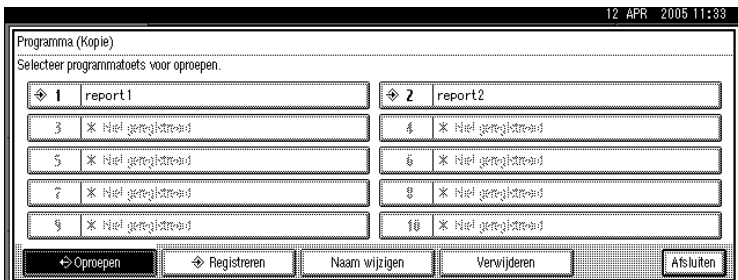 12 APR 2005 11:33
Programma (Kopie)
Selecteer programmatoets voor oproepen.
1 report1 2 report2
3 * Niet geregistreerd 4 * Niet geregistreerd
5 * Niet geregistreerd 6 * Niet geregistreerd
7 * Niet geregistreerd 8 * Niet geregistreerd
9 * Niet geregistreerd 10 * Niet geregistreerd
Oproepen Registreren Naam wijzigen Verwijderen Afsluiten